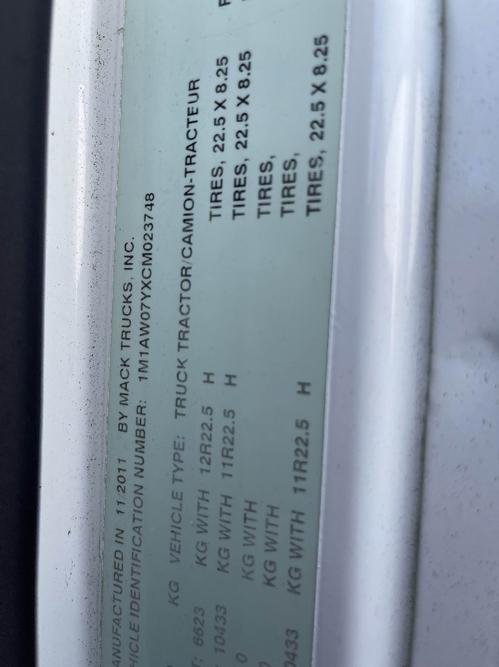 ANUFACTURED IN 11 2011 BY MACK TRUCKS, INC.
HICLE IDENTIFICATION NUMBER: 1M1AW07YXCM023748
KG VEHICLE TYPE: TRUCK TRACTOR/CAMION-TRACTEUR
: 6623 KG WITH 12R22.5 H TIRES, 22.5 X 8.25
10433 KG WITH 11R22.5 H TIRES, 22.5 X 8.25
0 KG WITH TIRES,
KG WITH TIRES,
0433 KG WITH 11R22.5 H TIRES, 22.5 X 8.25